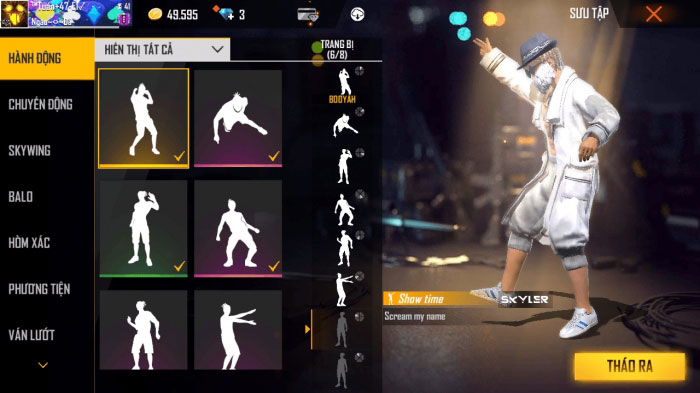 49.595
3
SƯU TẬP
HÀNH ĐỘNG
CHUYỂN ĐỘNG
SKYWING
BALO
HÒM XÁC
PHƯƠNG TIỆN
VÁN LƯỚT
HIỂN THỊ TẤT CẢ
TRANG BỊ
(6/8)
BOOYAH
Show time
SKYLER
Scream my name
THÁO RA